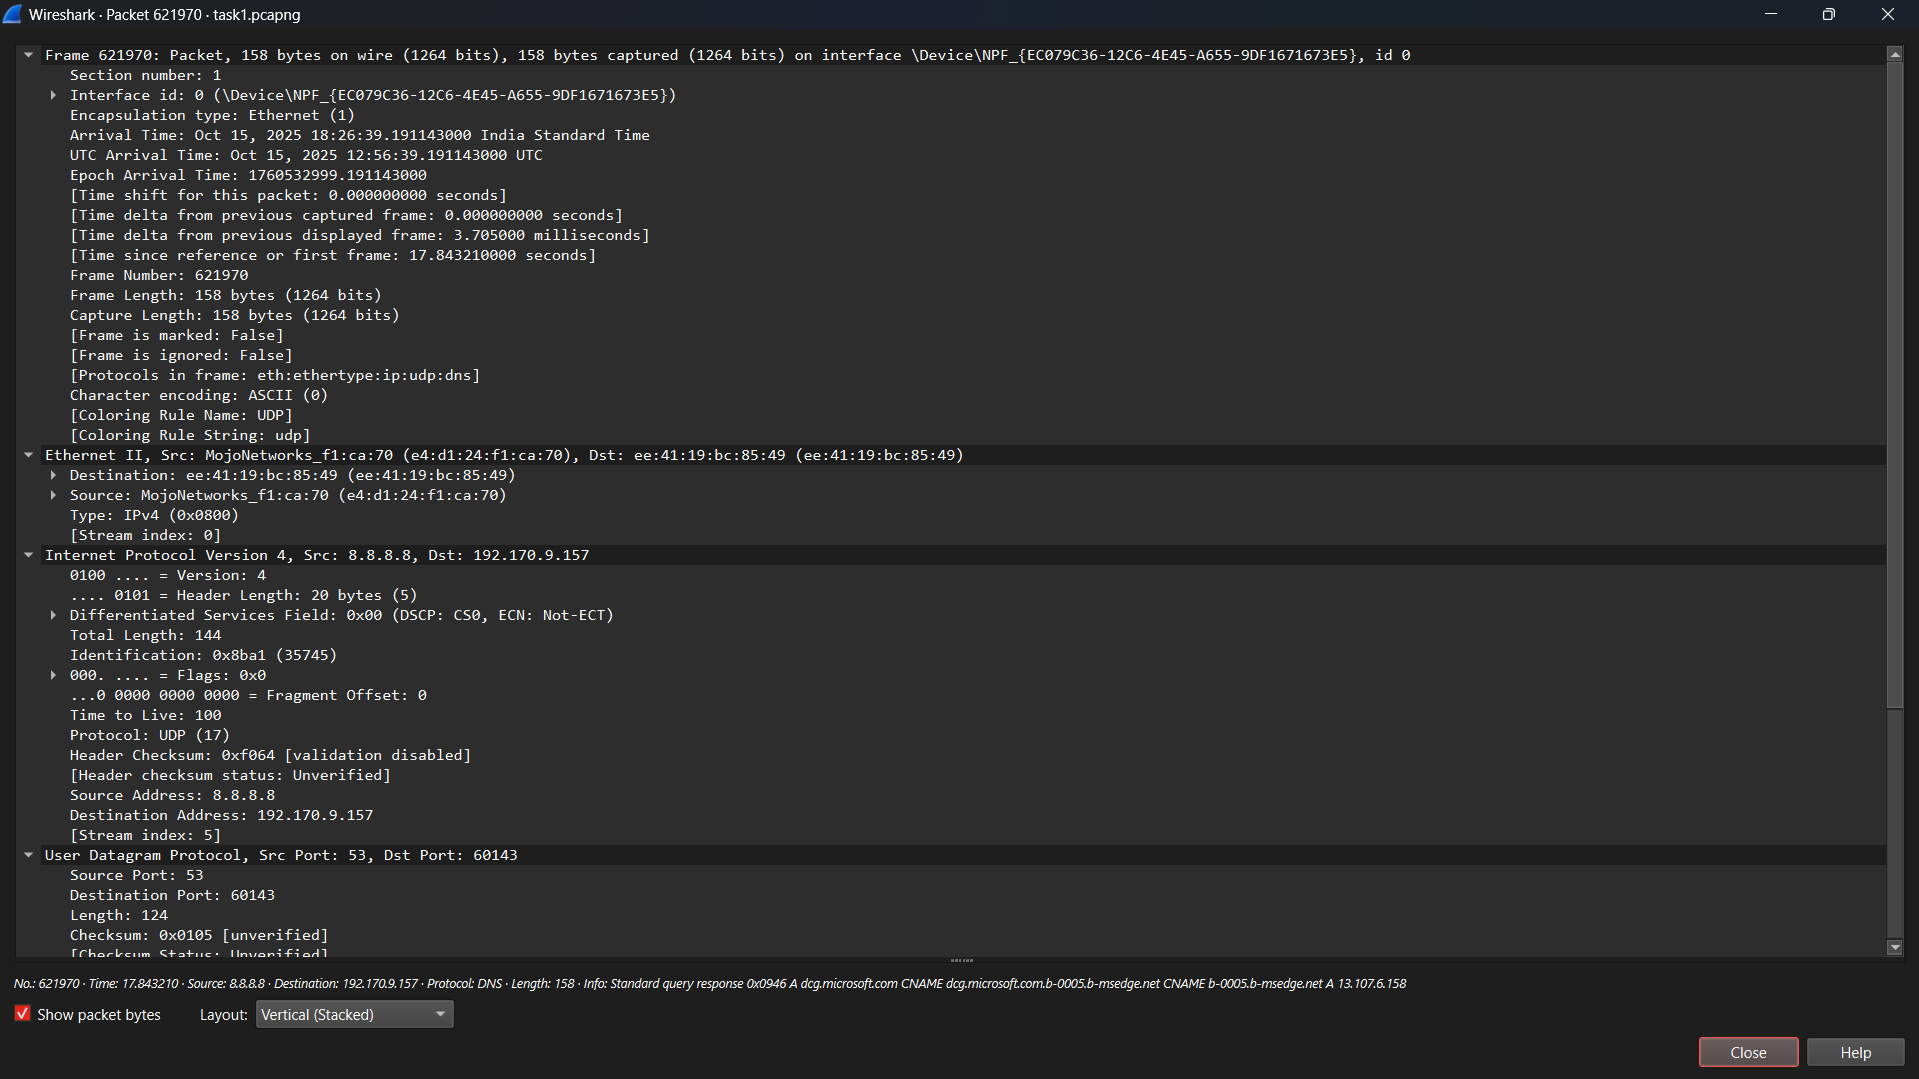 Wireshark · Packet 621970 · task1.pcapng
Frame 621970: Packet, 158 bytes on wire (1264 bits), 158 bytes captured (1264 bits) on interface \Device\NPF_{EC079C36-12C6-4E45-A655-9DF1671673E5}, id 0
Section number: 1
Interface id: 0 (\Device\NPF_{EC079C36-12C6-4E45-A655-9DF1671673E5})
Encapsulation type: Ethernet (1)
Arrival Time: Oct 15, 2025 18:26:39.191143000 India Standard Time
UTC Arrival Time: Oct 15, 2025 12:56:39.191143000 UTC
Epoch Arrival Time: 1760532999.191143000
[Time shift for this packet: 0.000000000 seconds]
[Time delta from previous captured frame: 0.000000000 seconds]
[Time delta from previous displayed frame: 3.705000 milliseconds]
[Time since reference or first frame: 17.843210000 seconds]
Frame Number: 621970
Frame Length: 158 bytes (1264 bits)
Capture Length: 158 bytes (1264 bits)
[Frame is marked: False]
[Frame is ignored: False]
[Protocols in frame: eth:ethertype:ip:udp:dns]
Character encoding: ASCII (0)
[Coloring Rule Name: UDP]
[Coloring Rule String: udp]
Ethernet II, Src: MojoNetworks_f1:ca:70 (e4:d1:24:f1:ca:70), Dst: ee:41:19:bc:85:49 (ee:41:19:bc:85:49)
Destination: ee:41:19:bc:85:49 (ee:41:19:bc:85:49)
Source: MojoNetworks_f1:ca:70 (e4:d1:24:f1:ca:70)
Type: IPv4 (0x0800)
[Stream index: 0]
Internet Protocol Version 4, Src: 8.8.8.8, Dst: 192.170.9.157
0100 .... = Version: 4
.... 0101 = Header Length: 20 bytes (5)
Differentiated Services Field: 0x00 (DSCP: CS0, ECN: Not-ECT)
Total Length: 144
Identification: 0x8ba1 (35745)
000. .... = Flags: 0x0
...0 0000 0000 0000 = Fragment Offset: 0
Time to Live: 100
Protocol: UDP (17)
Header Checksum: 0xf064 [validation disabled]
[Header checksum status: Unverified]
Source Address: 8.8.8.8
Destination Address: 192.170.9.157
[Stream index: 5]
User Datagram Protocol, Src Port: 53, Dst Port: 60143
Source Port: 53
Destination Port: 60143
Length: 124
Checksum: 0x0105 [unverified]
[Checksum Status: Unverified]
No.: 621970 · Time: 17.843210 · Source: 8.8.8.8 · Destination: 192.170.9.157 · Protocol: DNS · Length: 158 · Info: Standard query response 0x0946 A dcg.microsoft.com CNAME dcg.microsoft.com.b-0005.b-msedge.net CNAME b-0005.b-msedge.net A 13.107.6.158
Show packet bytes Layout: Vertical (Stacked)
Close Help